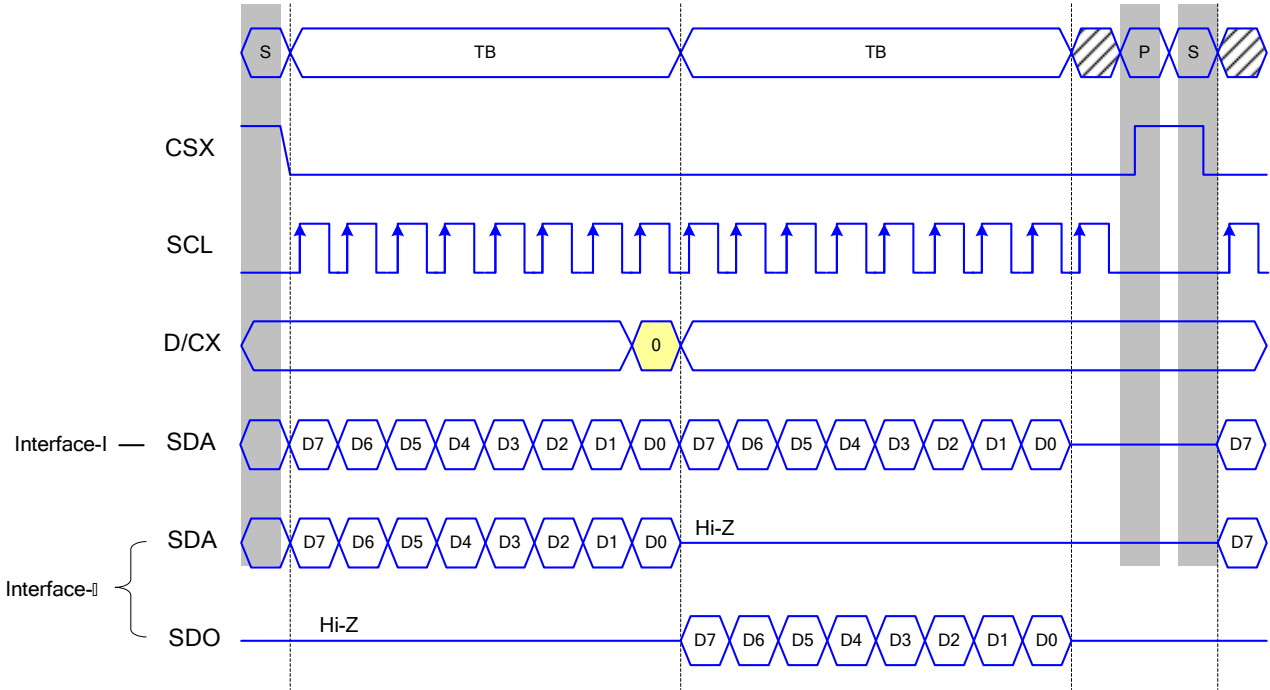 S TB TB P S
CSX
SCL
D/CX 0
Interface-I SDA D7 D6 D5 D4 D3 D2 D1 D0 D7 D6 D5 D4 D3 D2 D1 D0 D7
SDA D7 D6 D5 D4 D3 D2 D1 D0 Hi-Z D7
Interface-
SDO Hi-Z D7 D6 D5 D4 D3 D2 D1 D0